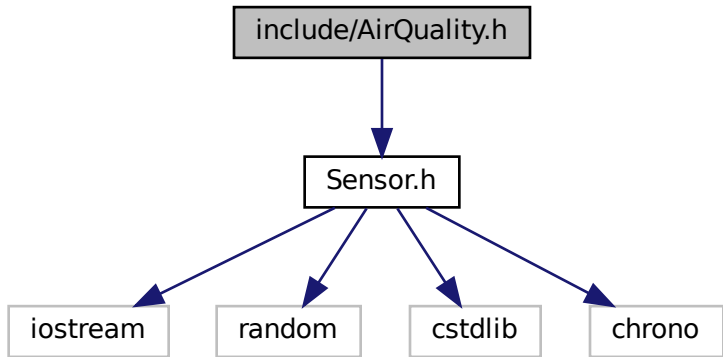 include/AirQuality.h
Sensor.h
iostream
random
cstdlib
chrono